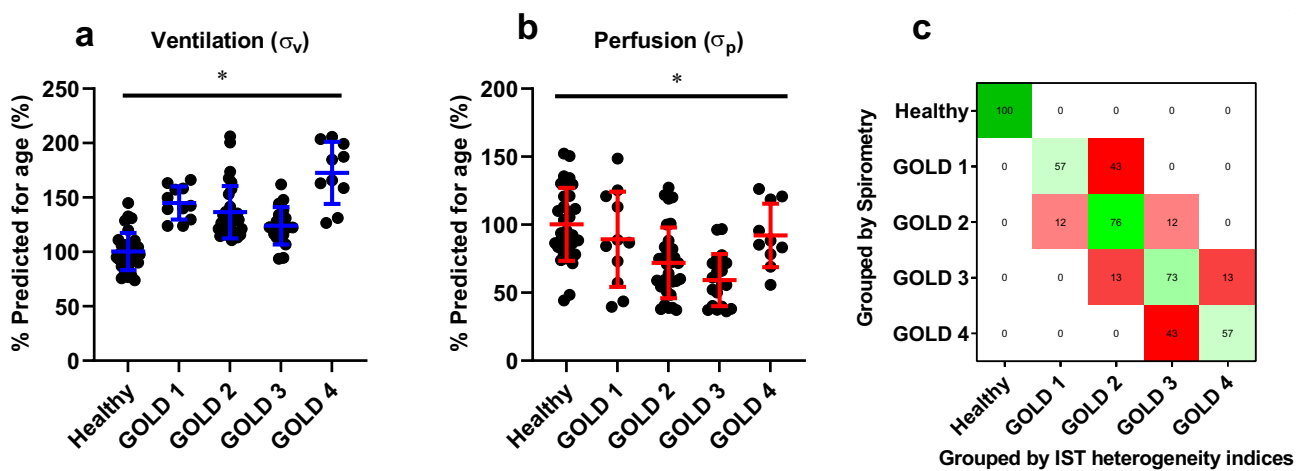 a
Ventilation (σv)
*
% Predicted for age (%)
250
200
150
100
50
0
Healthy
GOLD 1
GOLD 2
GOLD 3
GOLD 4
b
Perfusion (σp)
*
% Predicted for age (%)
200
150
100
50
0
Healthy
GOLD 1
GOLD 2
GOLD 3
GOLD 4
c
Grouped by Spirometry
Healthy 100 0 0 0 0
GOLD 1 0 57 43 0 0
GOLD 2 0 12 76 12 0
GOLD 3 0 0 13 73 13
GOLD 4 0 0 0 43 57
Healthy
GOLD 1
GOLD 2
GOLD 3
GOLD 4
Grouped by IST heterogeneity indices